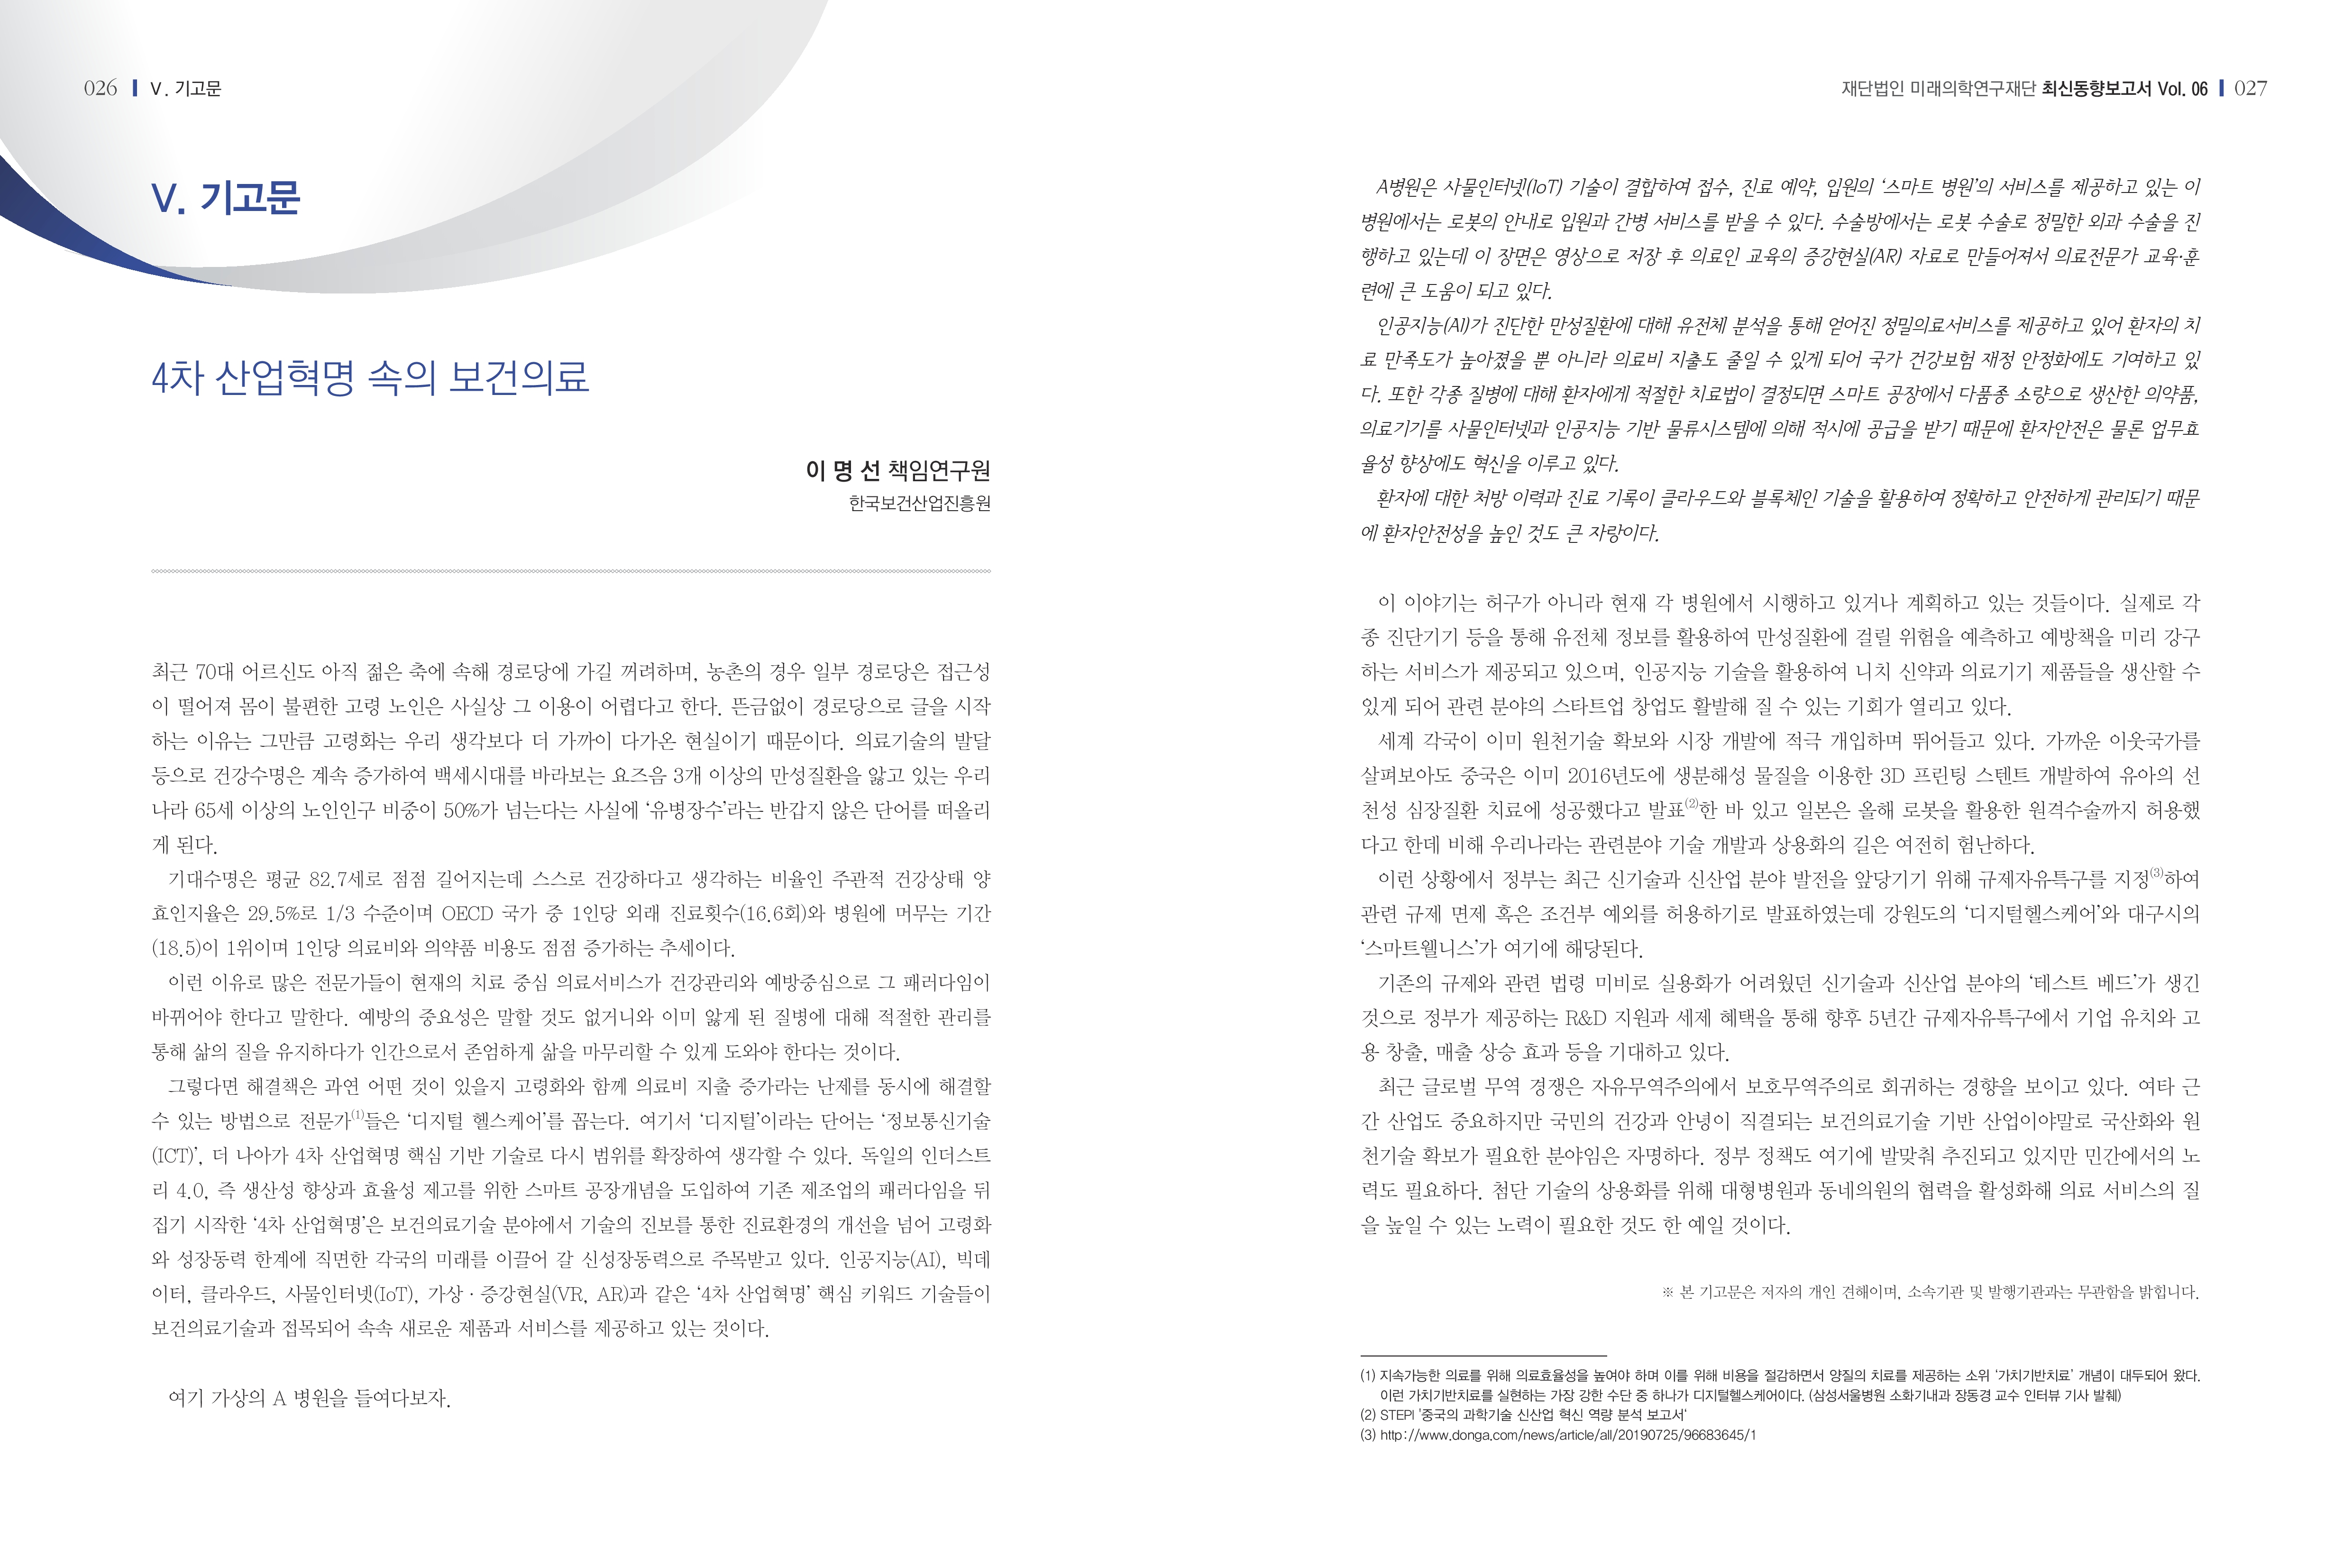 026 V. 기고문
V. 기고문
4차 산업혁명 속의 보건의료
이 명 선 책임연구원
한국보건산업진흥원
최근 70대 어르신도 아직 젊은 축에 속해 경로당에 가길 꺼려하며, 농촌의 경우 일부 경로당은 접근성
이 떨어져 몸이 불편한 고령 노인은 사실상 그 이용이 어렵다고 한다. 뜬금없이 경로당으로 글을 시작
하는 이유는 그만큼 고령화는 우리 생각보다 더 가까이 다가온 현실이기 때문이다. 의료기술의 발달
등으로 건강수명은 계속 증가하여 백세시대를 바라보는 요즈음 3개 이상의 만성질환을 앓고 있는 우리
나라 65세 이상의 노인인구 비중이 50%가 넘는다는 사실에 ‘유병장수’라는 반갑지 않은 단어를 떠올리
게 된다.
기대수명은 평균 82.7세로 점점 길어지는데 스스로 건강하다고 생각하는 비율인 주관적 건강상태 양
호인지율은 29.5%로 1/3 수준이며 OECD 국가 중 1인당 외래 진료횟수(16.6회)와 병원에 머무는 기간
(18.5)이 1위이며 1인당 의료비와 의약품 비용도 점점 증가하는 추세이다.
이런 이유로 많은 전문가들이 현재의 치료 중심 의료서비스가 건강관리와 예방중심으로 그 패러다임이
바뀌어야 한다고 말한다. 예방의 중요성은 말할 것도 없거니와 이미 앓게 된 질병에 대해 적절한 관리를
통해 삶의 질을 유지하다가 인간으로서 존엄하게 삶을 마무리할 수 있게 도와야 한다는 것이다.
그렇다면 해결책은 과연 어떤 것이 있을지 고령화와 함께 의료비 지출 증가라는 난제를 동시에 해결할
수 있는 방법으로 전문가(1)들은 ‘디지털 헬스케어’를 꼽는다. 여기서 ‘디지털’이라는 단어는 ‘정보통신기술
(ICT)’, 더 나아가 4차 산업혁명 핵심 기반 기술로 다시 범위를 확장하여 생각할 수 있다. 독일의 인더스트
리 4.0, 즉 생산성 향상과 효율성 제고를 위한 스마트 공장개념을 도입하여 기존 제조업의 패러다임을 뒤
집기 시작한 ‘4차 산업혁명’은 보건의료기술 분야에서 기술의 진보를 통한 진료환경의 개선을 넘어 고령화
와 성장동력 한계에 직면한 각국의 미래를 이끌어 갈 신성장동력으로 주목받고 있다. 인공지능(AI), 빅데
이터, 클라우드, 사물인터넷(IoT), 가상·증강현실(VR, AR)과 같은 ‘4차 산업혁명’ 핵심 키워드 기술들이
보건의료기술과 접목되어 속속 새로운 제품과 서비스를 제공하고 있는 것이다.
여기 가상의 A 병원을 들여다보자.
재단법인 미래의학연구재단 최신동향보고서 Vol. 06 027
A병원은 사물인터넷(IoT) 기술이 결합하여 접수, 진료 예약, 입원의 ‘스마트 병원’의 서비스를 제공하고 있는 이
병원에서는 로봇의 안내로 입원과 간병 서비스를 받을 수 있다. 수술방에서는 로봇 수술로 정밀한 외과 수술을 진
행하고 있는데 이 장면은 영상으로 저장 후 의료인 교육의 증강현실(AR) 자료로 만들어져서 의료전문가 교육·훈
련에 큰 도움이 되고 있다.
인공지능(AI)가 진단한 만성질환에 대해 유전체 분석을 통해 얻어진 정밀의료서비스를 제공하고 있어 환자의 치
료 만족도가 높아졌을 뿐 아니라 의료비 지출도 줄일 수 있게 되어 국가 건강보험 재정 안정화에도 기여하고 있
다. 또한 각종 질병에 대해 환자에게 적절한 치료법이 결정되면 스마트 공장에서 다품종 소량으로 생산한 의약품,
의료기기를 사물인터넷과 인공지능 기반 물류시스템에 의해 적시에 공급을 받기 때문에 환자안전은 물론 업무효
율성 향상에도 혁신을 이루고 있다.
환자에 대한 처방 이력과 진료 기록이 클라우드와 블록체인 기술을 활용하여 정확하고 안전하게 관리되기 때문
에 환자안전성을 높인 것도 큰 자랑이다.
이 이야기는 허구가 아니라 현재 각 병원에서 시행하고 있거나 계획하고 있는 것들이다. 실제로 각
종 진단기기 등을 통해 유전체 정보를 활용하여 만성질환에 걸릴 위험을 예측하고 예방책을 미리 강구
하는 서비스가 제공되고 있으며, 인공지능 기술을 활용하여 니치 신약과 의료기기 제품들을 생산할 수
있게 되어 관련 분야의 스타트업 창업도 활발해 질 수 있는 기회가 열리고 있다.
세계 각국이 이미 원천기술 확보와 시장 개발에 적극 개입하며 뛰어들고 있다. 가까운 이웃국가를
살펴보아도 중국은 이미 2016년도에 생분해성 물질을 이용한 3D 프린팅 스텐트 개발하여 유아의 선
천성 심장질환 치료에 성공했다고 발표(2)한 바 있고 일본은 올해 로봇을 활용한 원격수술까지 허용했
다고 한데 비해 우리나라는 관련분야 기술 개발과 상용화의 길은 여전히 험난하다.
이런 상황에서 정부는 최근 신기술과 신산업 분야 발전을 앞당기기 위해 규제자유특구를 지정(3)하여
관련 규제 면제 혹은 조건부 예외를 허용하기로 발표하였는데 강원도의 ‘디지털헬스케어’와 대구시의
‘스마트웰니스’가 여기에 해당된다.
기존의 규제와 관련 법령 미비로 실용화가 어려웠던 신기술과 신산업 분야의 ‘테스트 베드’가 생긴
것으로 정부가 제공하는 R&D 지원과 세제 혜택을 통해 향후 5년간 규제자유특구에서 기업 유치와 고
용 창출, 매출 상승 효과 등을 기대하고 있다.
최근 글로벌 무역 경쟁은 자유무역주의에서 보호무역주의로 회귀하는 경향을 보이고 있다. 여타 근
간 산업도 중요하지만 국민의 건강과 안녕이 직결되는 보건의료기술 기반 산업이야말로 국산화와 원
천기술 확보가 필요한 분야임은 자명하다. 정부 정책도 여기에 발맞춰 추진되고 있지만 민간에서의 노
력도 필요하다. 첨단 기술의 상용화를 위해 대형병원과 동네의원의 협력을 활성화해 의료 서비스의 질
을 높일 수 있는 노력이 필요한 것도 한 예일 것이다.
※ 본 기고문은 저자의 개인 견해이며, 소속기관 및 발행기관과는 무관함을 밝힙니다.
(1) 지속가능한 의료를 위해 의료효율성을 높여야 하며 이를 위해 비용을 절감하면서 양질의 치료를 제공하는 소위 ‘가치기반치료’ 개념이 대두되어 왔다.
이런 가치기반치료를 실현하는 가장 강한 수단 중 하나가 디지털헬스케어이다. (삼성서울병원 소화기내과 장동경 교수 인터뷰 기사 발췌)
(2) STEPI '중국의 과학기술 신산업 혁신 역량 분석 보고서'
(3) http://www.donga.com/news/article/all/20190725/96683645/1